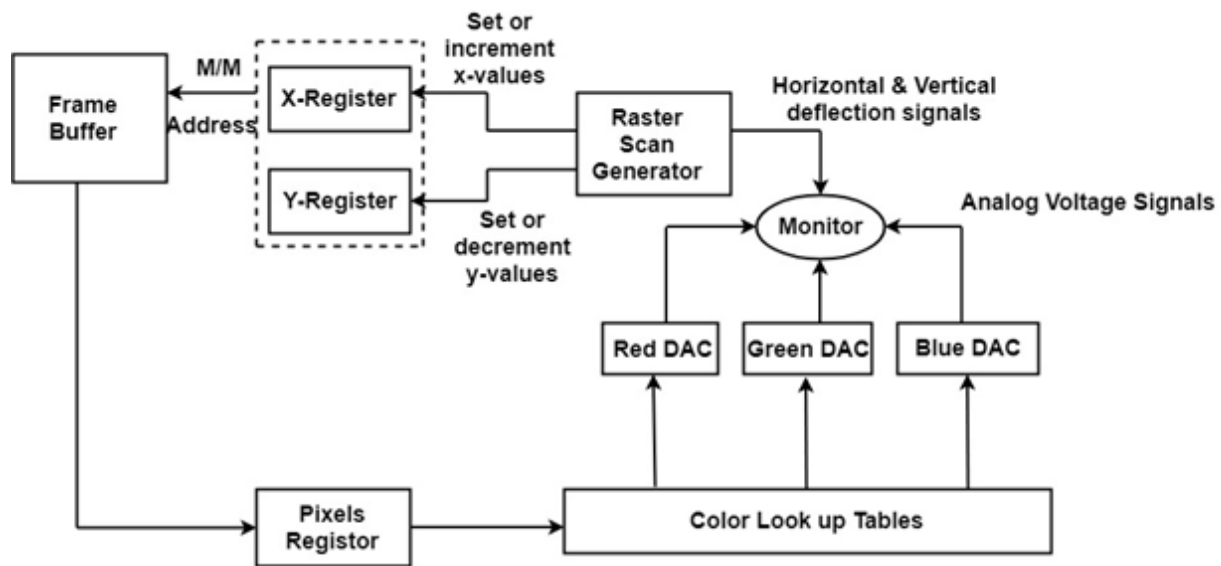 Set or
increment
x-values
M/M
Address
Frame
Buffer
X-Register
Y-Register
Raster
Scan
Generator
Horizontal & Vertical
deflection signals
Set or
decrement
y-values
Monitor
Analog Voltage Signals
Red DAC
Green DAC
Blue DAC
Pixels
Registor
Color Look up Tables